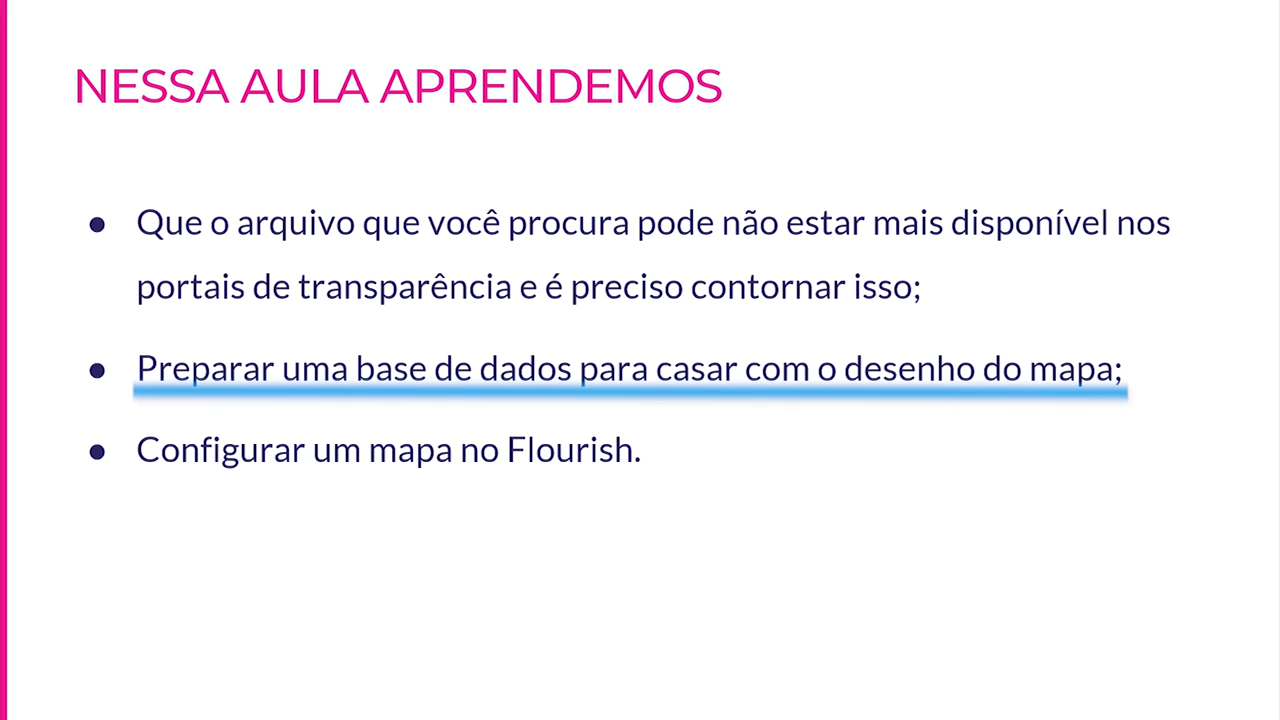 NESSA AULA APRENDEMOS
● Que o arquivo que você procura pode não estar mais disponível nos
portais de transparência e é preciso contornar isso;
● Preparar uma base de dados para casar com o desenho do mapa;
● Configurar um mapa no Flourish.